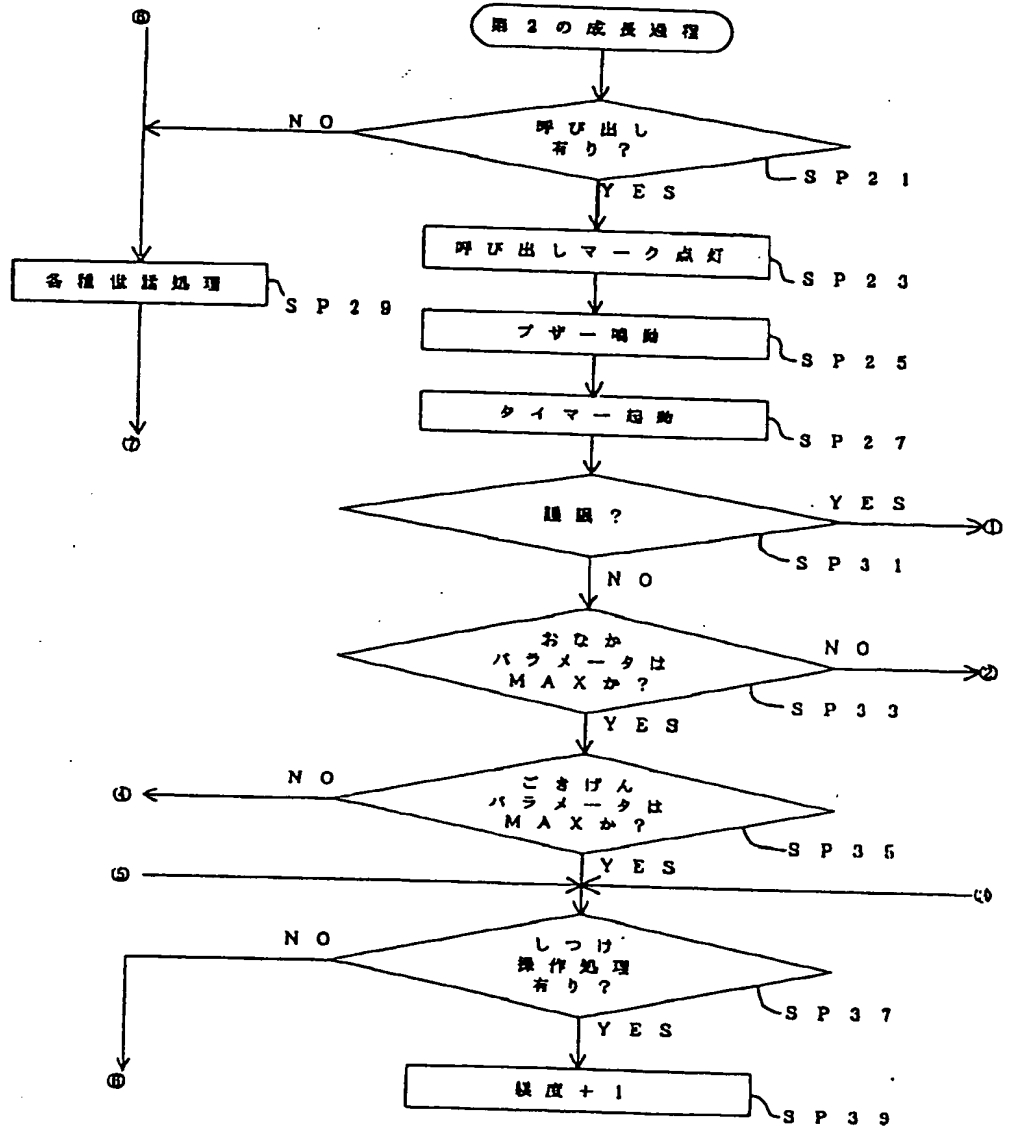 ⑧
第2の成長過程
NO
呼び出し
有り?
SP21
YES
呼び出しマーク点灯
SP23
各種世話処理
SP29
ブザー鳴動
SP25
タイマー起動
SP27
⑦
YES
①
SP31
NO
おなか
パラメータは
MAXか?
NO
②
SP33
YES
ごきげん
パラメータは
MAXか?
NO
④
SP35
YES
⑤
しつけ
操作処理
有り?
NO
SP37
YES
SP39